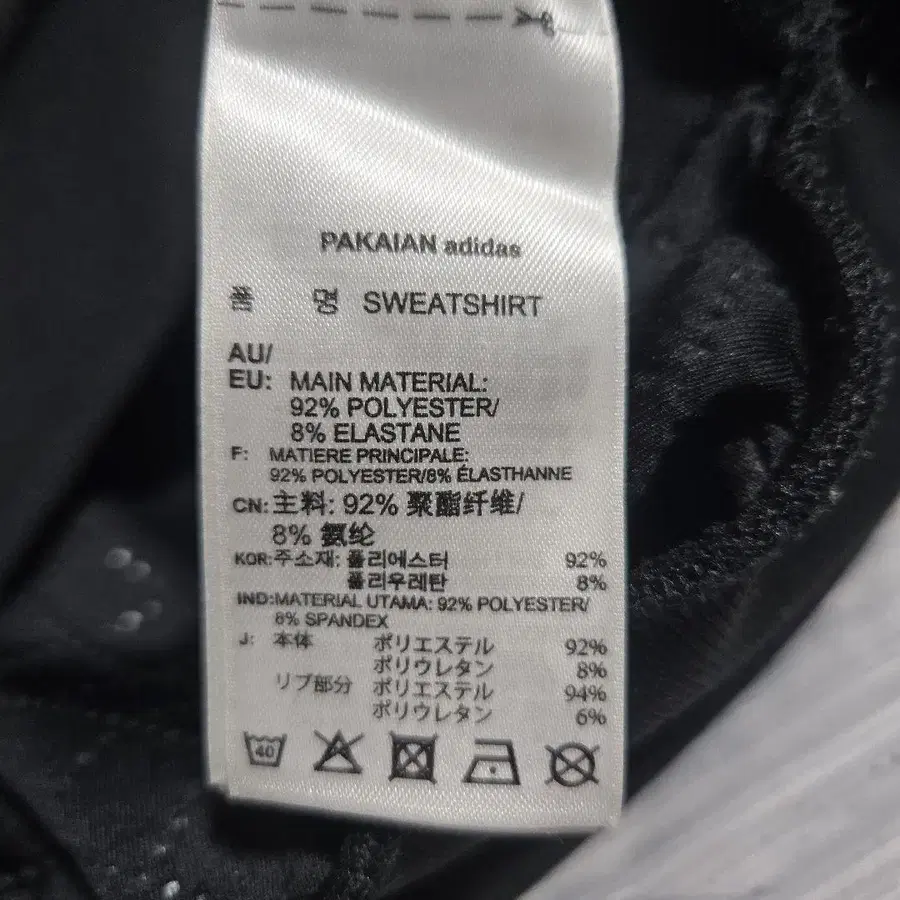 PAKAIAN adidas
품 명 SWEATSHIRT
AU/
EU: MAIN MATERIAL:
92% POLYESTER/
8% ELASTANE
F: MATIERE PRINCIPALE:
92% POLYESTER/8% ÉLASTHANNE
CN: 主料: 92% 聚酯纤维/
8% 氨纶
KOR: 주소재: 폴리에스터 92%
폴리우레탄 8%
IND: MATERIAL UTAMA: 92% POLYESTER/
8% SPANDEX
J: 本体 ポリエステル 92%
ポリウレタン 8%
リブ部分 ポリエステル 94%
ポリウレタン 6%
40